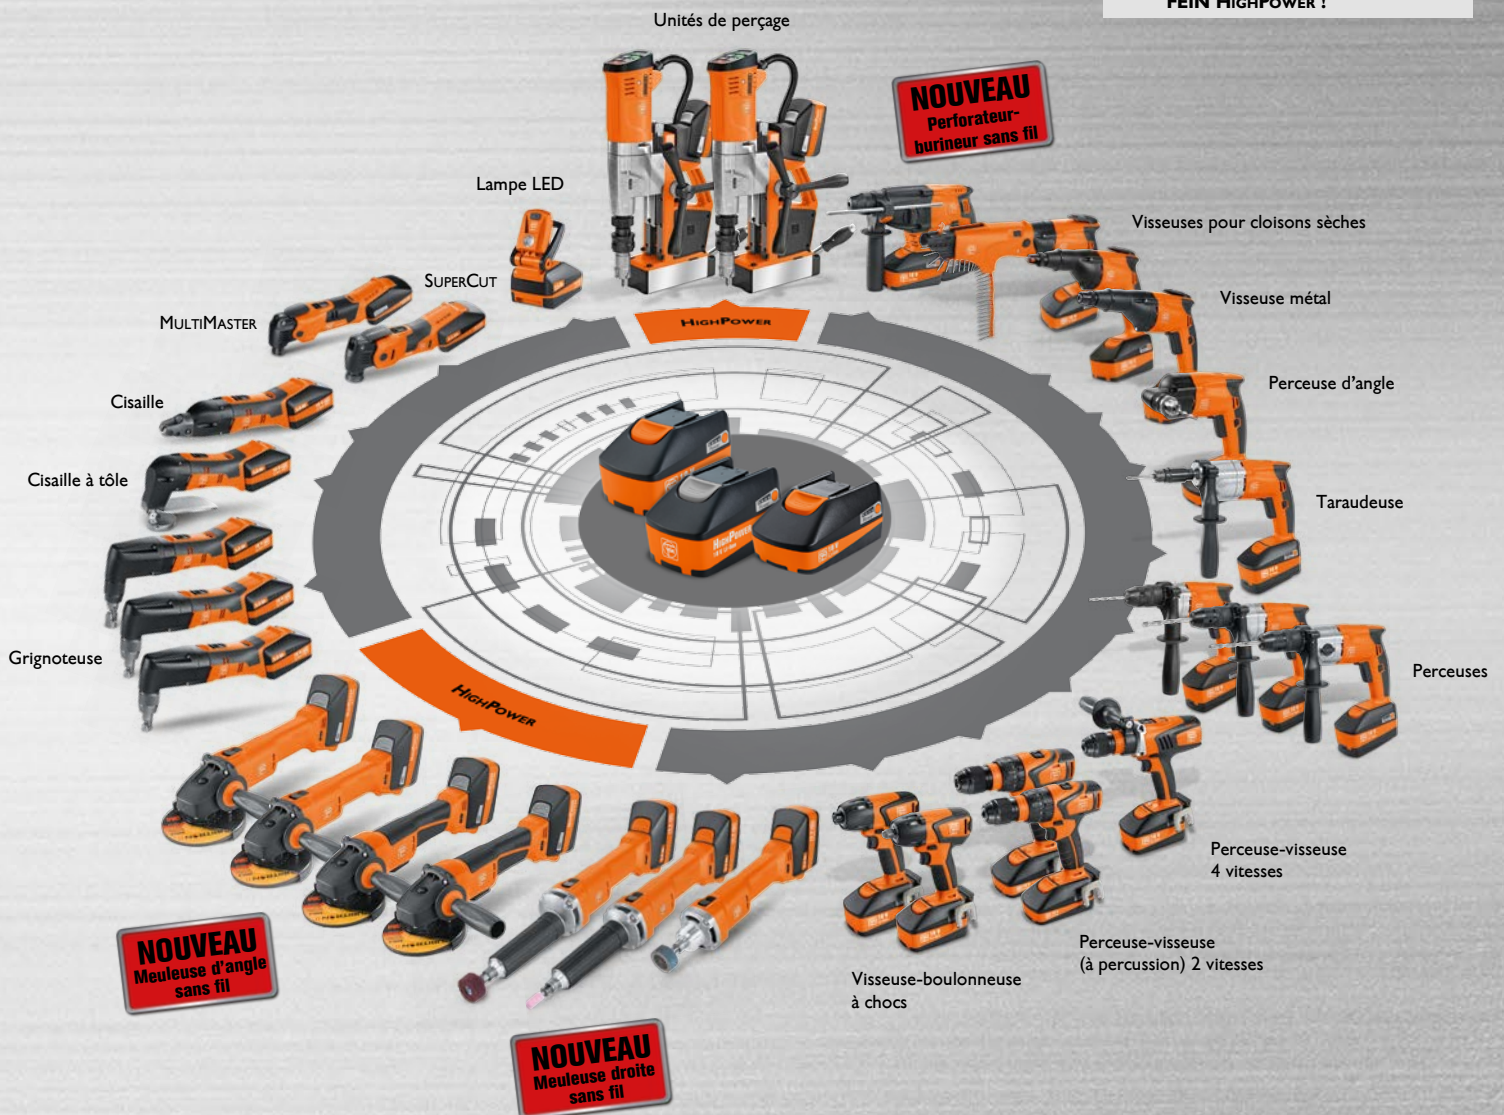 FEIN HIGHPOWER !
Unités de perçage
NOUVEAU
Perforateur-
burineur sans fil
Lampe LED
Visseuses pour cloisons sèches
SUPERCUT
Visseuse métal
MULTIMASTER
HIGHPOWER
Perceuse d'angle
Cisaille
Cisaille à tôle
Taraudeuse
HIGHPOWER
Grignoteuse
Perceuses
HIGHPOWER
Perceuse-visseuse
4 vitesses
Perceuse-visseuse
(à percussion) 2 vitesses
Visseuse-boulonneuse
à chocs
NOUVEAU
Meuleuse d'angle
sans fil
NOUVEAU
Meuleuse droite
sans fil